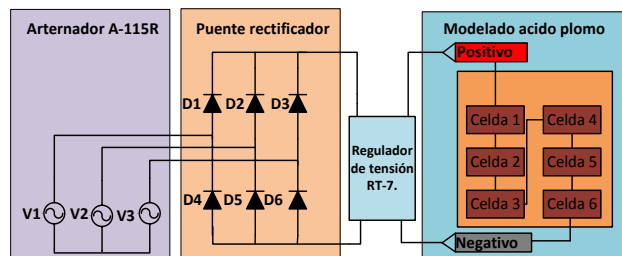 Arternador A-115R
V1
V2
V3
Puente rectificador
D1
D2
D3
D4
D5
D6
Regulador
de tensión
RT-7.
Modelado acido plomo
Positivo
Celda 1
Celda 4
Celda 2
Celda 5
Celda 3
Celda 6
Negativo